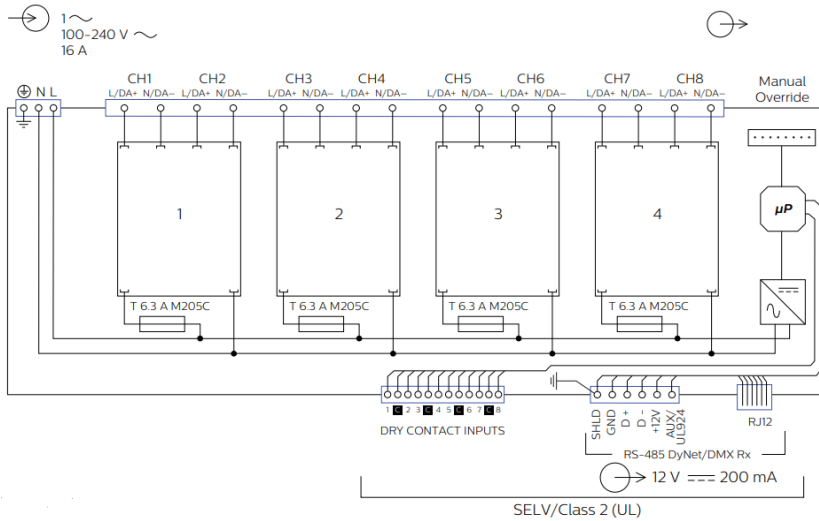 1 ~
100-240 V ~
16 A
CH1 CH2 CH3 CH4 CH5 CH6 CH7 CH8
L/DA+ N/DA− L/DA+ N/DA− L/DA+ N/DA− L/DA+ N/DA− L/DA+ N/DA− L/DA+ N/DA− L/DA+ N/DA− L/DA+ N/DA−
Manual
Override
N L
1
2
3
4
µP
T 6.3 A M205C
T 6.3 A M205C
T 6.3 A M205C
T 6.3 A M205C
1 C 2 3 C 4 5 C 6 7 C 8
DRY CONTACT INPUTS
SHLD
GND
D +
D −
+12V
AUX/
UL924
RJ12
RS-485 DyNet/DMX Rx
12 V ⎓ 200 mA
SELV/Class 2 (UL)